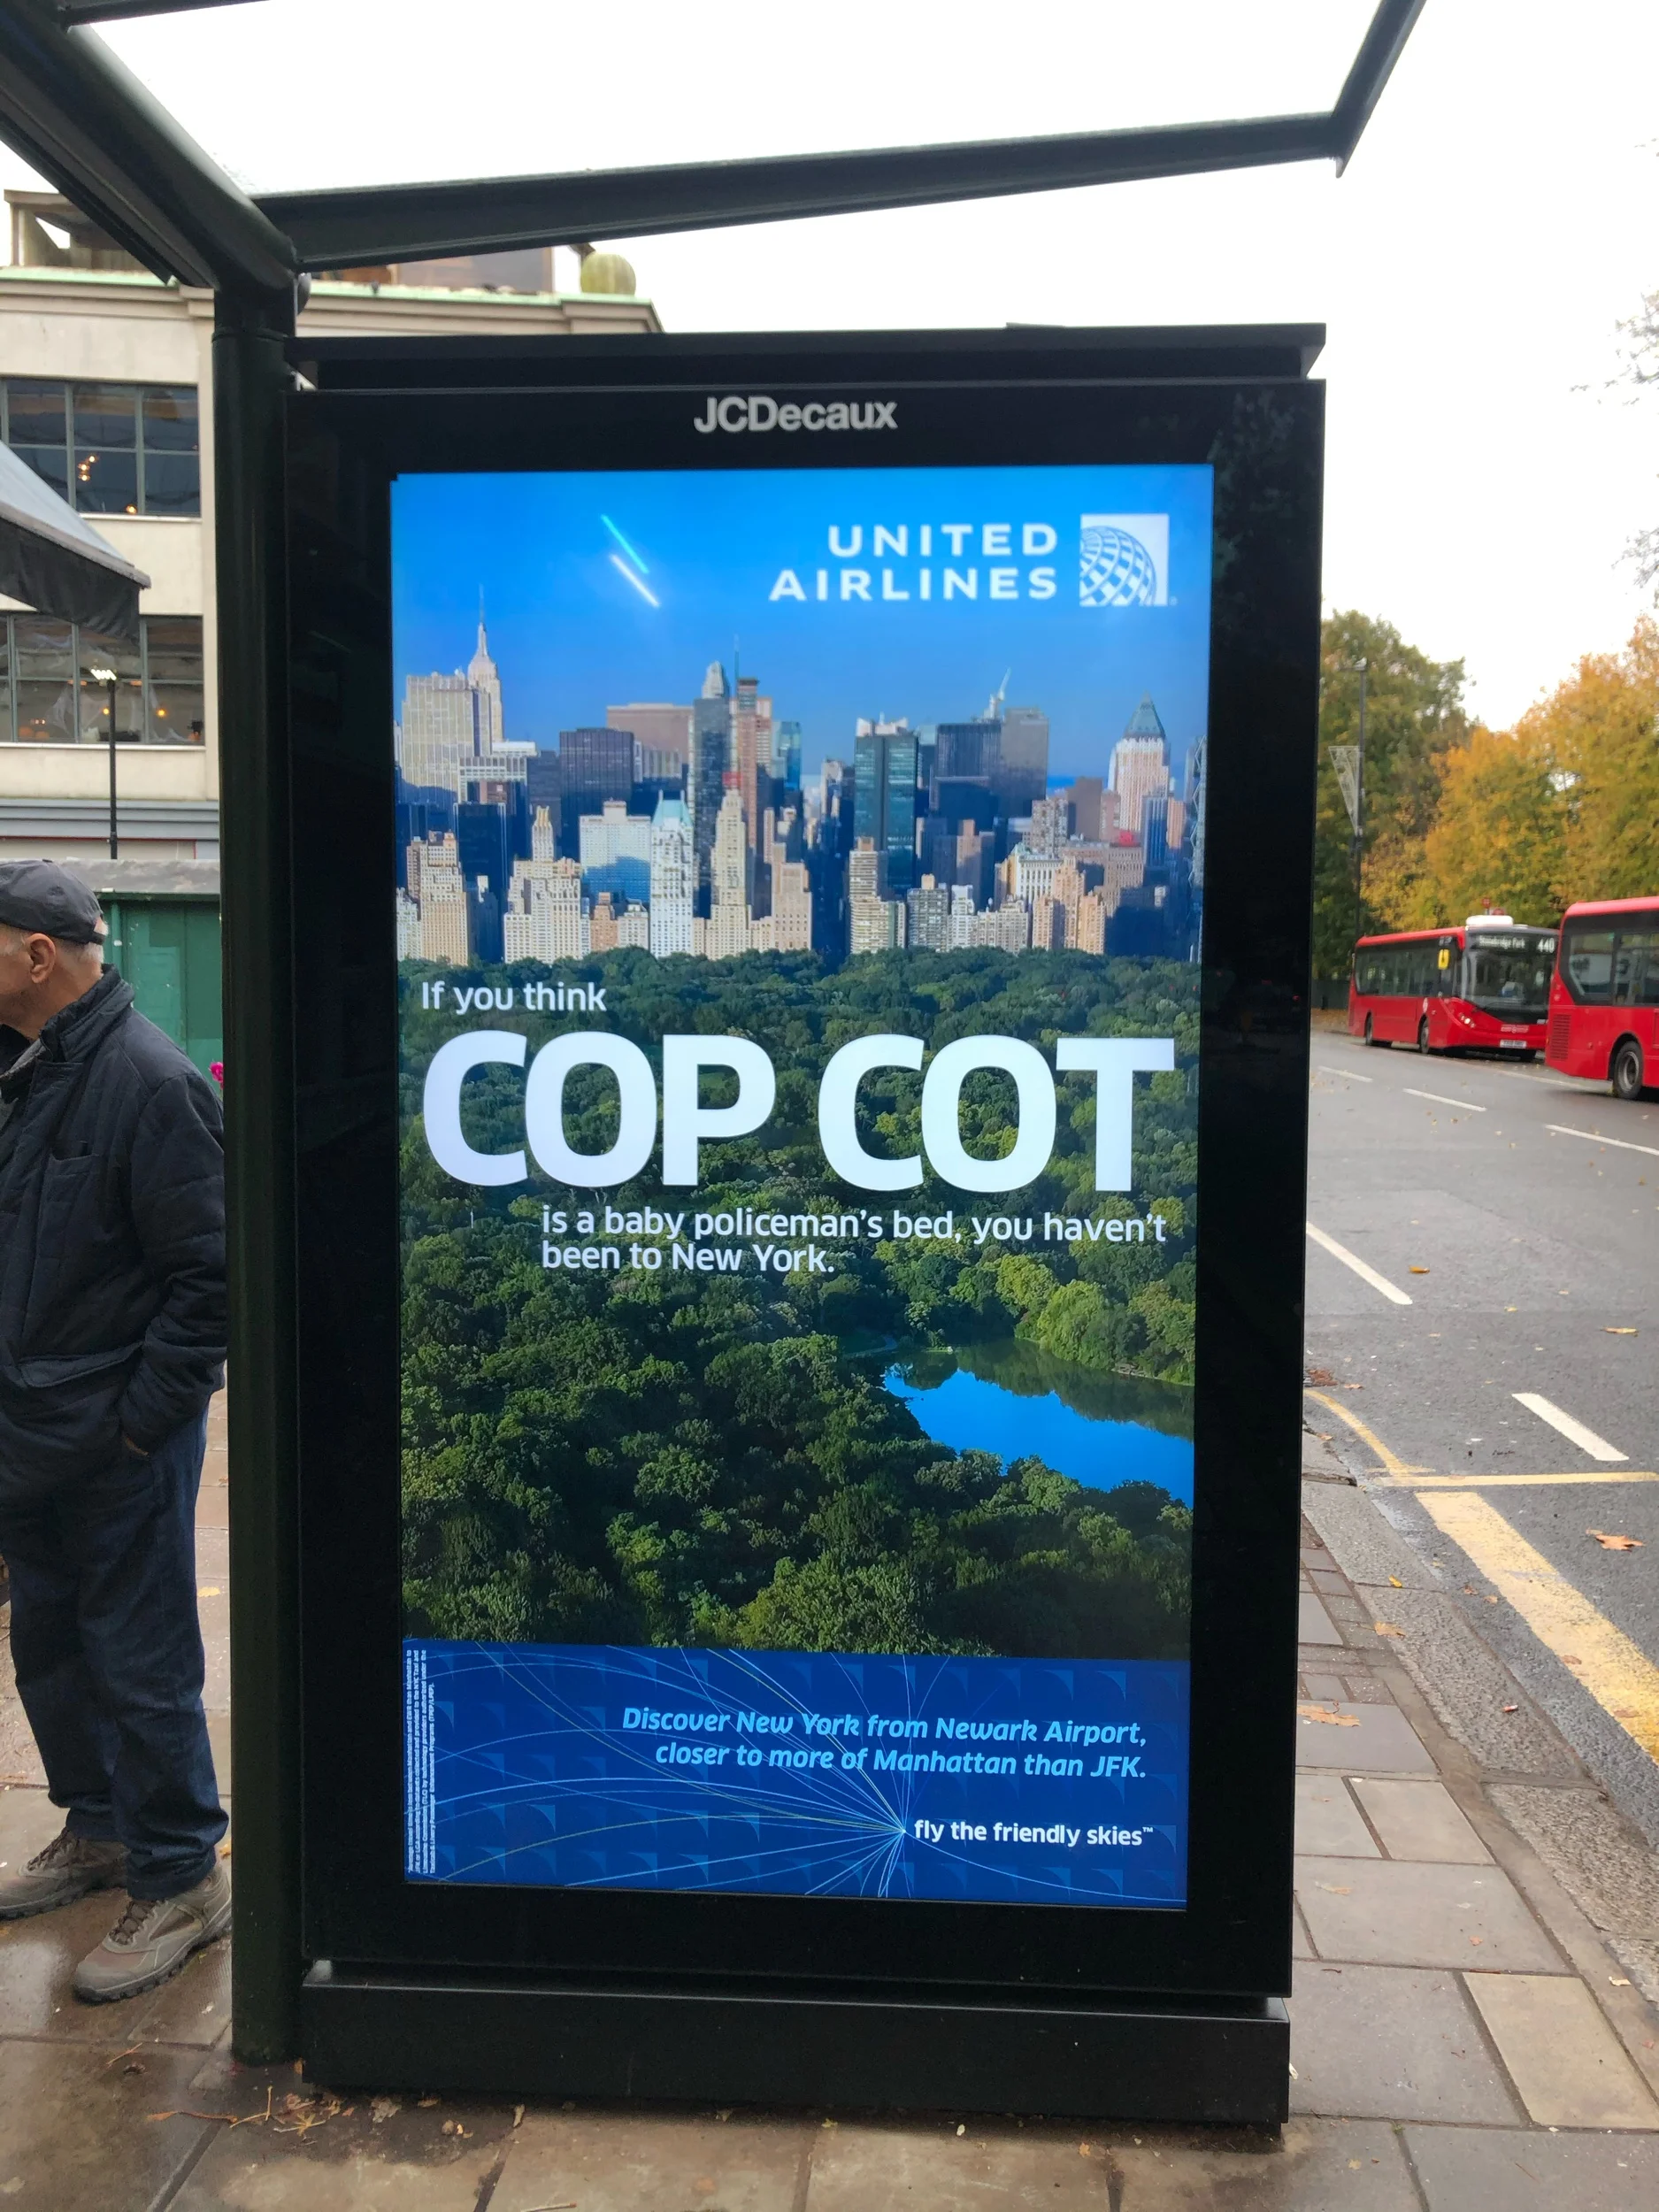 JCDecaux
UNITED
AIRLINES
If you think
COP COT
is a baby policeman's bed, you haven't
been to New York.
Discover New York from Newark Airport,
closer to more of Manhattan than JFK.
fly the friendly skies™
440